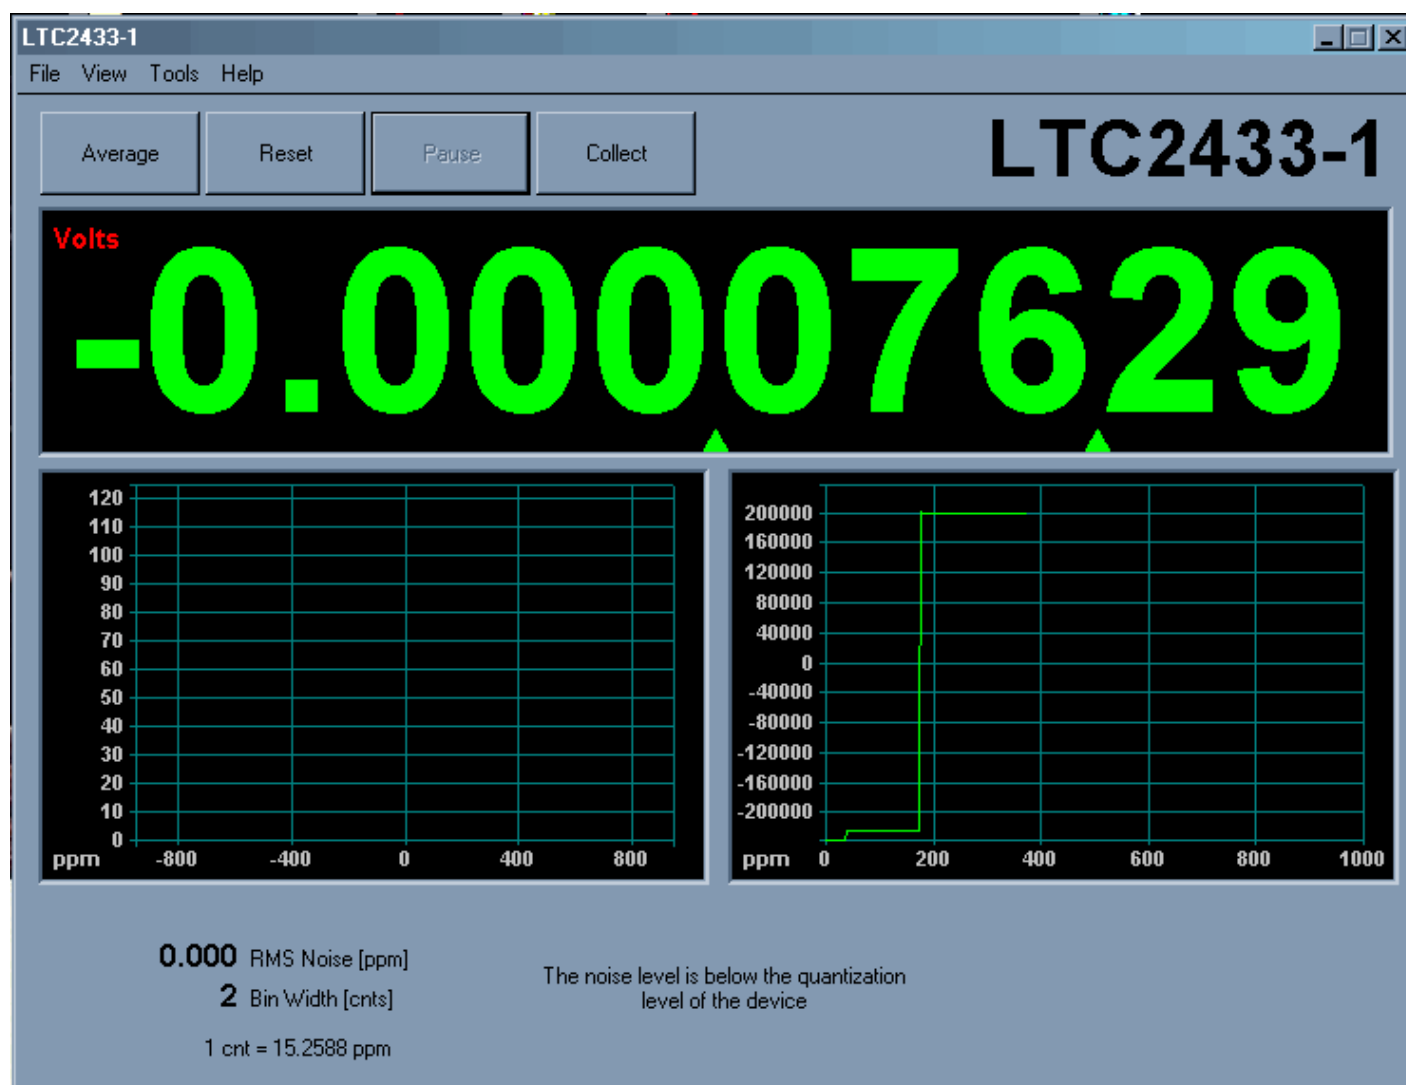 LTC2433-1
File View Tools Help
Average Reset Pause Collect
LTC2433-1
Volts
-0.00007629
120
110
100
90
80
70
60
50
40
30
20
10
0
ppm -800 -400 0 400 800
200000
160000
120000
80000
40000
0
-40000
-80000
-120000
-160000
-200000
ppm 0 200 400 600 800 1000
0.000 RMS Noise [ppm]
2 Bin Width [cnts]
1 cnt = 15.2588 ppm
The noise level is below the quantization
level of the device